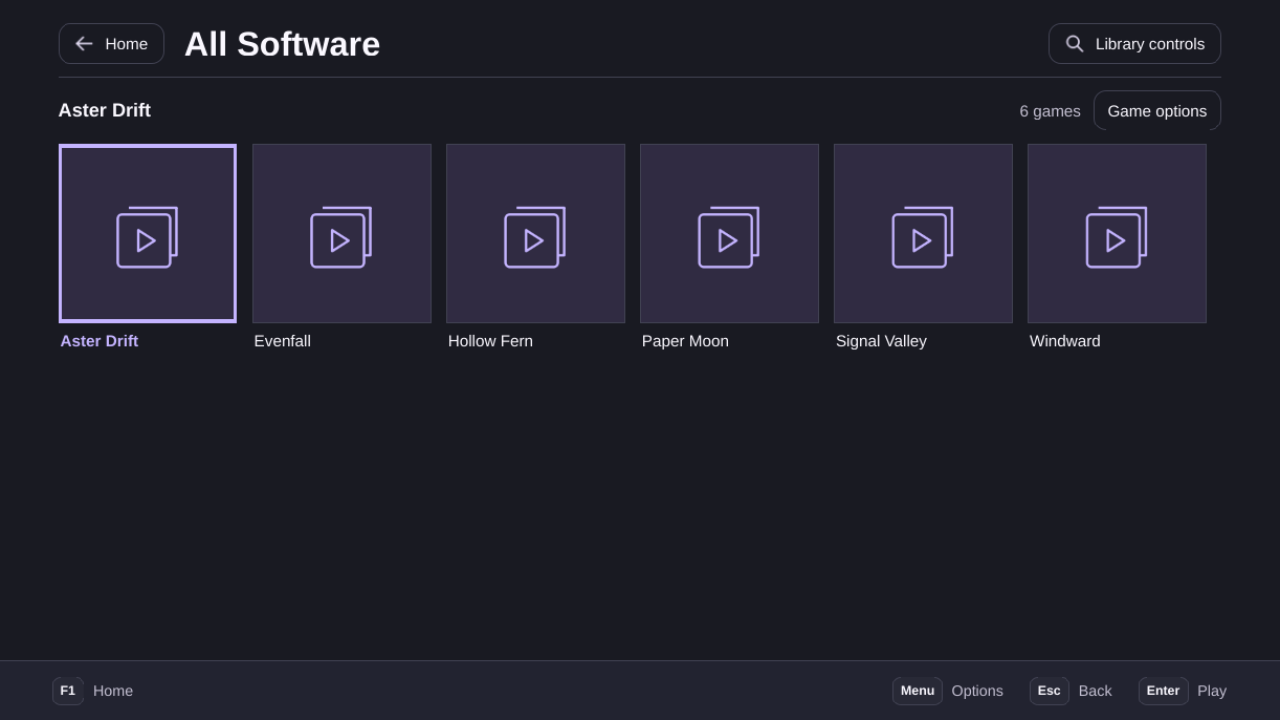 Home
All Software
Library controls
Aster Drift
6 games
Game options
Aster Drift
Evenfall
Hollow Fern
Paper Moon
Signal Valley
Windward
F1 Home
Menu Options
Esc Back
Enter Play